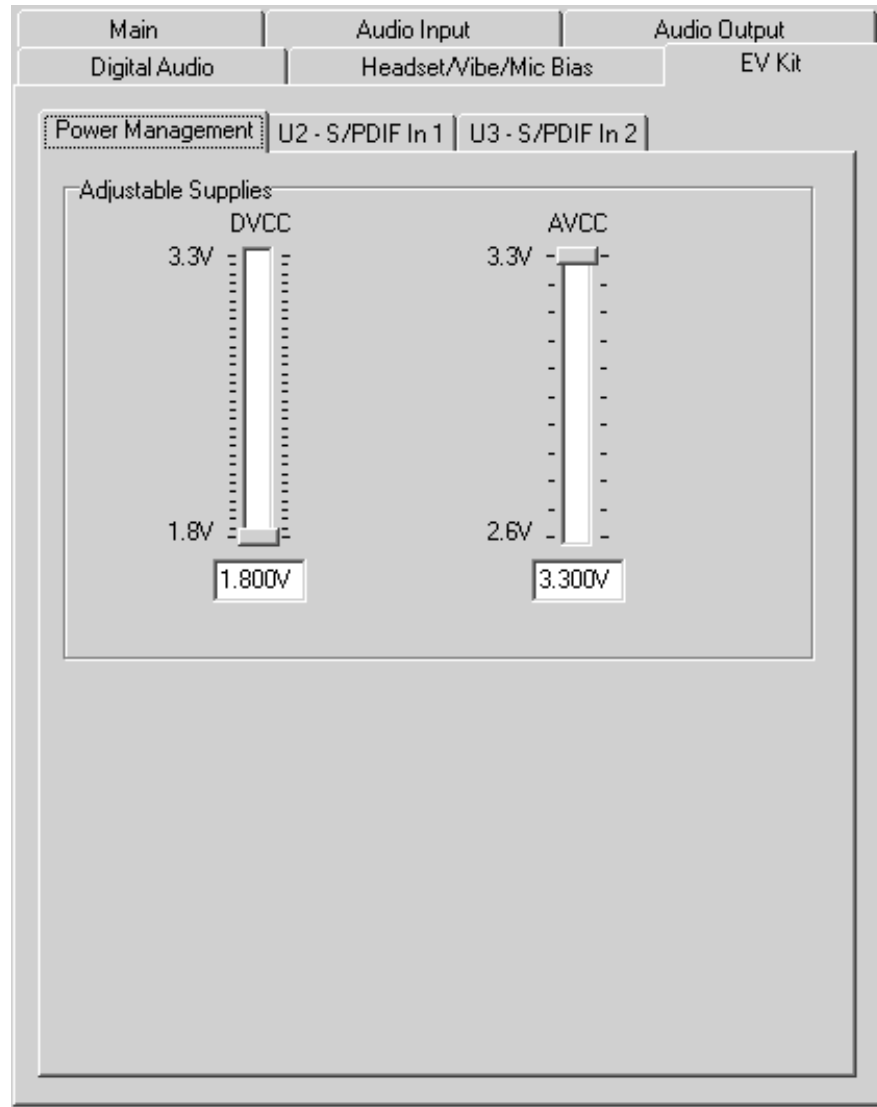 Main Audio Input Audio Output
Digital Audio Headset/Vibe/Mic Bias EV Kit
Power Management U2 - S/PDIF In 1 U3 - S/PDIF In 2
Adjustable Supplies
DVCC AVCC
3.3V 3.3V
1.8V 2.6V
1.800V 3.300V